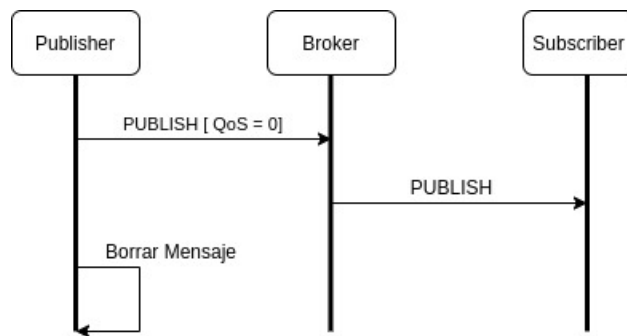 Publisher
Broker
Subscriber
PUBLISH [ QoS = 0]
PUBLISH
Borrar Mensaje